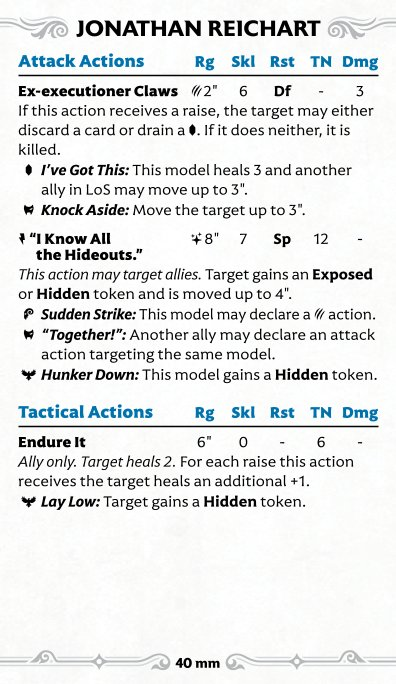 JONATHAN REICHART
Attack Actions Rg Skl Rst TN Dmg
Ex-executioner Claws 2" 6 Df - 3
If this action receives a raise, the target may either
discard a card or drain a . If it does neither, it is
killed.
I've Got This: This model heals 3 and another
ally in LoS may move up to 3".
Knock Aside: Move the target up to 3".
"I Know All 8" 7 Sp 12 -
the Hideouts."
This action may target allies. Target gains an Exposed
or Hidden token and is moved up to 4".
Sudden Strike: This model may declare a action.
"Together!": Another ally may declare an attack
action targeting the same model.
Hunker Down: This model gains a Hidden token.
Tactical Actions Rg Skl Rst TN Dmg
Endure It 6" 0 - 6 -
Ally only. Target heals 2. For each raise this action
receives the target heals an additional +1.
Lay Low: Target gains a Hidden token.
40 mm